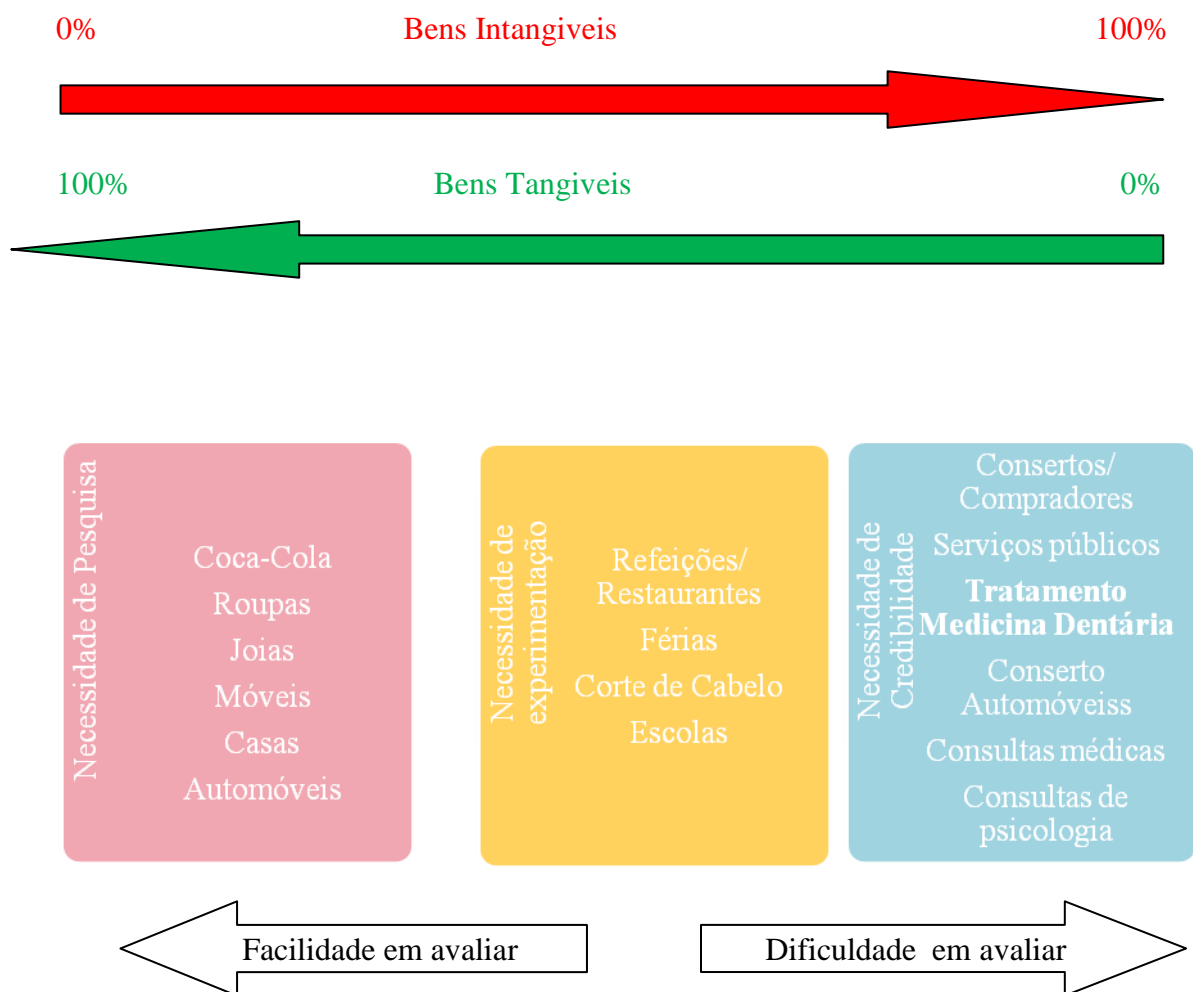 0% Bens Intangiveis 100%
100% Bens Tangiveis 0%
Necessidade de Pesquisa
Coca-Cola
Roupas
Joias
Móveis
Casas
Automóveis
Necessidade de
experimentação
Refeições/
Restaurantes
Férias
Corte de Cabelo
Escolas
Necessidade de
Credibilidade
Consertos/
Compradores
Serviços públicos
Tratamento
Medicina Dentária
Conserto
Automóveiss
Consultas médicas
Consultas de
psicologia
Facilidade em avaliar
Dificuldade em avaliar